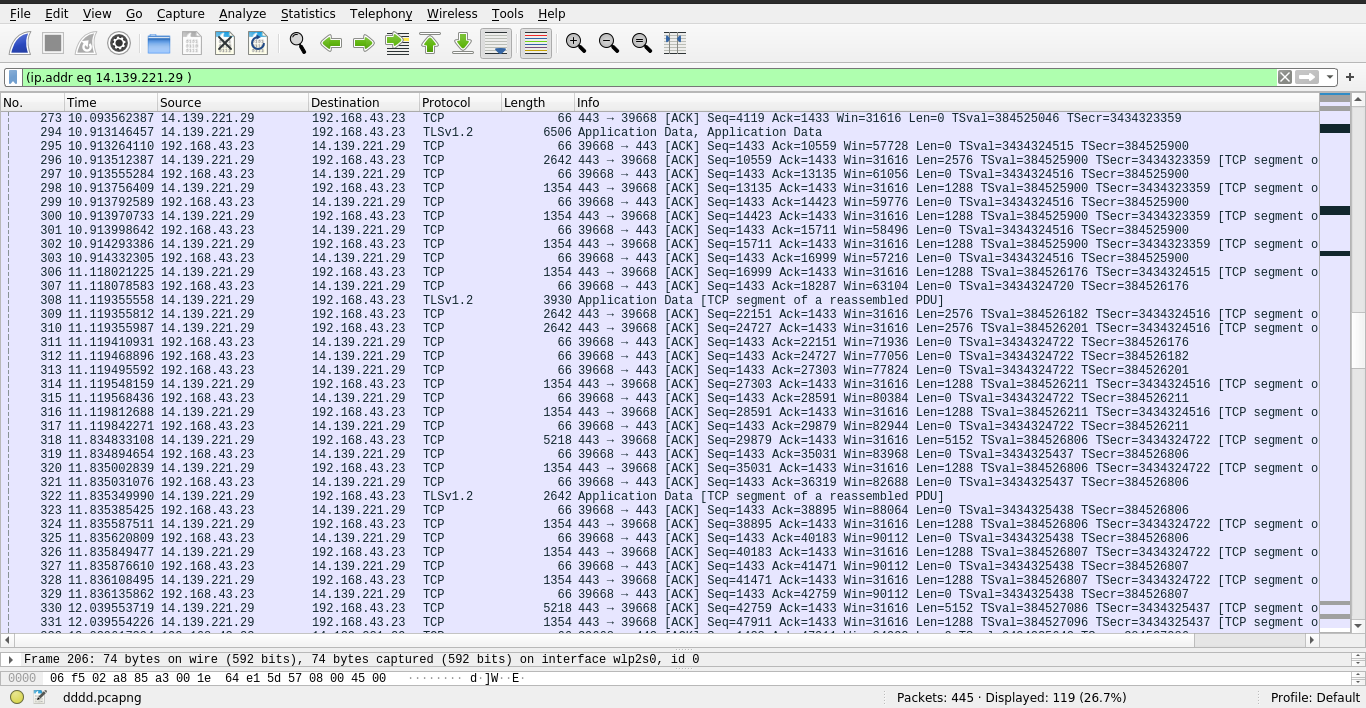 File Edit View Go Capture Analyze Statistics Telephony Wireless Tools Help
(ip.addr eq 14.139.221.29 )
No. Time Source Destination Protocol Length Info
273 10.093562387 14.139.221.29 192.168.43.23 TCP 66 443 → 39668 [ACK] Seq=4119 Ack=1433 Win=31616 Len=0 TSval=384525046 TSecr=3434323359
294 10.913146457 14.139.221.29 192.168.43.23 TLSv1.2 6506 Application Data, Application Data
295 10.913264110 192.168.43.23 14.139.221.29 TCP 66 39668 → 443 [ACK] Seq=1433 Ack=10559 Win=57728 Len=0 TSval=3434324515 TSecr=384525900
296 10.913512387 14.139.221.29 192.168.43.23 TCP 2642 443 → 39668 [ACK] Seq=10559 Ack=1433 Win=31616 Len=2576 TSval=384525900 TSecr=3434323359 [TCP segment o
297 10.913555284 192.168.43.23 14.139.221.29 TCP 66 39668 → 443 [ACK] Seq=1433 Ack=13135 Win=61056 Len=0 TSval=3434324516 TSecr=384525900
298 10.913756409 14.139.221.29 192.168.43.23 TCP 1354 443 → 39668 [ACK] Seq=13135 Ack=1433 Win=31616 Len=1288 TSval=384525900 TSecr=3434323359 [TCP segment o
299 10.913792589 192.168.43.23 14.139.221.29 TCP 66 39668 → 443 [ACK] Seq=1433 Ack=14423 Win=59776 Len=0 TSval=3434324516 TSecr=384525900
300 10.913970733 14.139.221.29 192.168.43.23 TCP 1354 443 → 39668 [ACK] Seq=14423 Ack=1433 Win=31616 Len=1288 TSval=384525900 TSecr=3434323359 [TCP segment o
301 10.913998642 192.168.43.23 14.139.221.29 TCP 66 39668 → 443 [ACK] Seq=1433 Ack=15711 Win=58496 Len=0 TSval=3434324516 TSecr=384525900
302 10.914293386 14.139.221.29 192.168.43.23 TCP 1354 443 → 39668 [ACK] Seq=15711 Ack=1433 Win=31616 Len=1288 TSval=384525900 TSecr=3434323359 [TCP segment o
303 10.914332305 192.168.43.23 14.139.221.29 TCP 66 39668 → 443 [ACK] Seq=1433 Ack=16999 Win=57216 Len=0 TSval=3434324516 TSecr=384525900
306 11.118021225 14.139.221.29 192.168.43.23 TCP 1354 443 → 39668 [ACK] Seq=16999 Ack=1433 Win=31616 Len=1288 TSval=384526176 TSecr=3434324515 [TCP segment o
307 11.118078583 192.168.43.23 14.139.221.29 TCP 66 39668 → 443 [ACK] Seq=1433 Ack=18287 Win=63104 Len=0 TSval=3434324720 TSecr=384526176
308 11.119355558 14.139.221.29 192.168.43.23 TLSv1.2 3930 Application Data [TCP segment of a reassembled PDU]
309 11.119355812 14.139.221.29 192.168.43.23 TCP 2642 443 → 39668 [ACK] Seq=22151 Ack=1433 Win=31616 Len=2576 TSval=384526182 TSecr=3434324516 [TCP segment o
310 11.119355987 14.139.221.29 192.168.43.23 TCP 2642 443 → 39668 [ACK] Seq=24727 Ack=1433 Win=31616 Len=2576 TSval=384526201 TSecr=3434324516 [TCP segment o
311 11.119410931 192.168.43.23 14.139.221.29 TCP 66 39668 → 443 [ACK] Seq=1433 Ack=22151 Win=71936 Len=0 TSval=3434324722 TSecr=384526176
312 11.119468896 192.168.43.23 14.139.221.29 TCP 66 39668 → 443 [ACK] Seq=1433 Ack=24727 Win=77056 Len=0 TSval=3434324722 TSecr=384526182
313 11.119495592 192.168.43.23 14.139.221.29 TCP 66 39668 → 443 [ACK] Seq=1433 Ack=27303 Win=77824 Len=0 TSval=3434324722 TSecr=384526201
314 11.119548159 14.139.221.29 192.168.43.23 TCP 1354 443 → 39668 [ACK] Seq=27303 Ack=1433 Win=31616 Len=1288 TSval=384526211 TSecr=3434324516 [TCP segment o
315 11.119568436 192.168.43.23 14.139.221.29 TCP 66 39668 → 443 [ACK] Seq=1433 Ack=28591 Win=80384 Len=0 TSval=3434324722 TSecr=384526211
316 11.119812688 14.139.221.29 192.168.43.23 TCP 1354 443 → 39668 [ACK] Seq=28591 Ack=1433 Win=31616 Len=1288 TSval=384526211 TSecr=3434324516 [TCP segment o
317 11.119842271 192.168.43.23 14.139.221.29 TCP 66 39668 → 443 [ACK] Seq=1433 Ack=29879 Win=82944 Len=0 TSval=3434324722 TSecr=384526211
318 11.834833108 14.139.221.29 192.168.43.23 TCP 5218 443 → 39668 [ACK] Seq=29879 Ack=1433 Win=31616 Len=5152 TSval=384526806 TSecr=3434324722 [TCP segment o
319 11.834894654 192.168.43.23 14.139.221.29 TCP 66 39668 → 443 [ACK] Seq=1433 Ack=35031 Win=83968 Len=0 TSval=3434325437 TSecr=384526806
320 11.835002839 14.139.221.29 192.168.43.23 TCP 1354 443 → 39668 [ACK] Seq=35031 Ack=1433 Win=31616 Len=1288 TSval=384526806 TSecr=3434324722 [TCP segment o
321 11.835031076 192.168.43.23 14.139.221.29 TCP 66 39668 → 443 [ACK] Seq=1433 Ack=36319 Win=82688 Len=0 TSval=3434325437 TSecr=384526806
322 11.835349990 14.139.221.29 192.168.43.23 TLSv1.2 2642 Application Data [TCP segment of a reassembled PDU]
323 11.835385425 192.168.43.23 14.139.221.29 TCP 66 39668 → 443 [ACK] Seq=1433 Ack=38895 Win=88064 Len=0 TSval=3434325438 TSecr=384526806
324 11.835587511 14.139.221.29 192.168.43.23 TCP 1354 443 → 39668 [ACK] Seq=38895 Ack=1433 Win=31616 Len=1288 TSval=384526806 TSecr=3434324722 [TCP segment o
325 11.835620809 192.168.43.23 14.139.221.29 TCP 66 39668 → 443 [ACK] Seq=1433 Ack=40183 Win=90112 Len=0 TSval=3434325438 TSecr=384526806
326 11.835849477 14.139.221.29 192.168.43.23 TCP 1354 443 → 39668 [ACK] Seq=40183 Ack=1433 Win=31616 Len=1288 TSval=384526807 TSecr=3434324722 [TCP segment o
327 11.835876610 192.168.43.23 14.139.221.29 TCP 66 39668 → 443 [ACK] Seq=1433 Ack=41471 Win=90112 Len=0 TSval=3434325438 TSecr=384526807
328 11.836108495 14.139.221.29 192.168.43.23 TCP 1354 443 → 39668 [ACK] Seq=41471 Ack=1433 Win=31616 Len=1288 TSval=384526807 TSecr=3434324722 [TCP segment o
329 11.836135862 192.168.43.23 14.139.221.29 TCP 66 39668 → 443 [ACK] Seq=1433 Ack=42759 Win=90112 Len=0 TSval=3434325438 TSecr=384526807
330 12.039553719 14.139.221.29 192.168.43.23 TCP 5218 443 → 39668 [ACK] Seq=42759 Ack=1433 Win=31616 Len=5152 TSval=384527086 TSecr=3434325437 [TCP segment o
331 12.039554226 14.139.221.29 192.168.43.23 TCP 1354 443 → 39668 [ACK] Seq=47911 Ack=1433 Win=31616 Len=1288 TSval=384527096 TSecr=3434325437 [TCP segment o
Frame 206: 74 bytes on wire (592 bits), 74 bytes captured (592 bits) on interface wlp2s0, id 0
0000 06 f5 02 a8 85 a3 00 1e 64 e1 5d 57 08 00 45 00 ········ d·]W··E·
dddd.pcapng Packets: 445 · Displayed: 119 (26.7%) Profile: Default